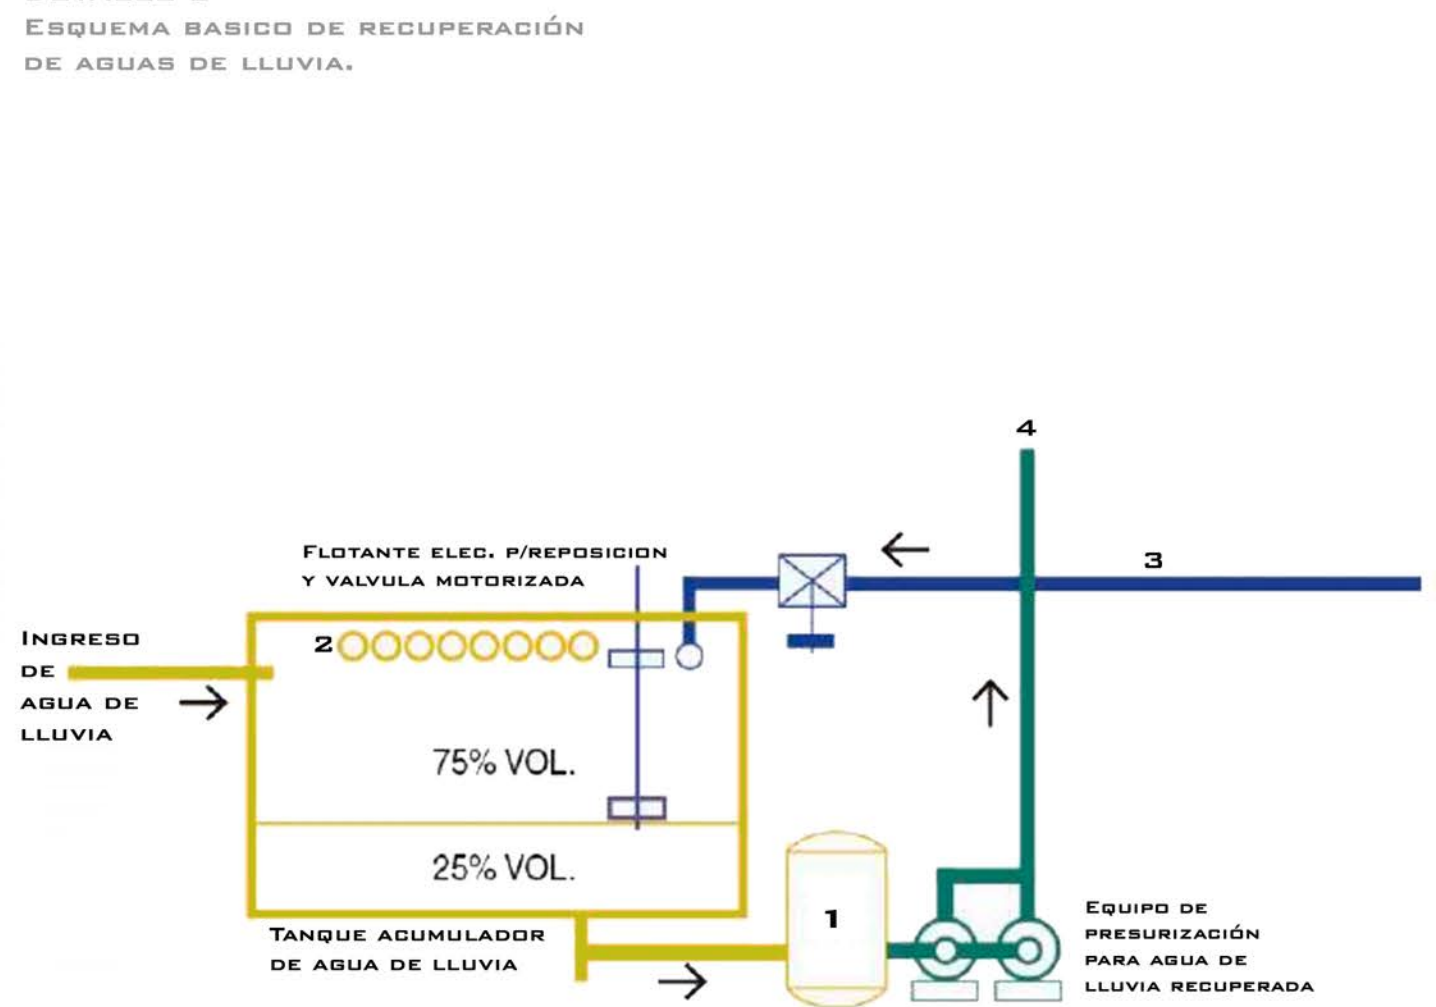 ESQUEMA BASICO DE RECUPERACIÓN
DE AGUAS DE LLUVIA.
4
3
FLOTANTE ELEC. P/REPOSICION
Y VALVULA MOTORIZADA
2
INGRESO
DE
AGUA DE
LLUVIA
75% VOL.
25% VOL.
TANQUE ACUMULADOR
DE AGUA DE LLUVIA
1
EQUIPO DE
PRESURIZACIÓN
PARA AGUA DE
LLUVIA RECUPERADA